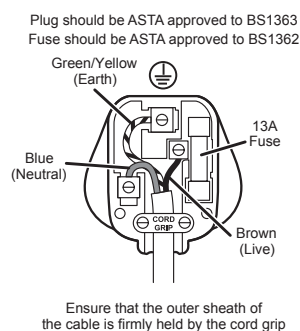 Plug should be ASTA approved to BS1363
Fuse should be ASTA approved to BS1362
Green/Yellow
(Earth)
13A
Fuse
Blue
(Neutral)
CORD
GRIP
Brown
(Live)
Ensure that the outer sheath of
the cable is firmly held by the cord grip